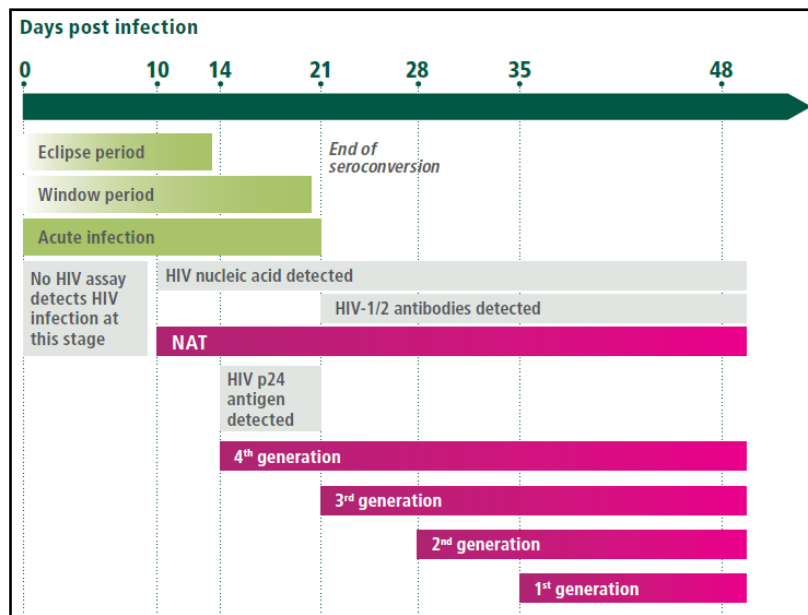 Days post infection
0 10 14 21 28 35 48
Eclipse period
End of
seroconversion
Window period
Acute infection
No HIV assay
detects HIV
infection at
this stage
HIV nucleic acid detected
HIV-1/2 antibodies detected
NAT
HIV p24
antigen
detected
4th generation
3rd generation
2nd generation
1st generation